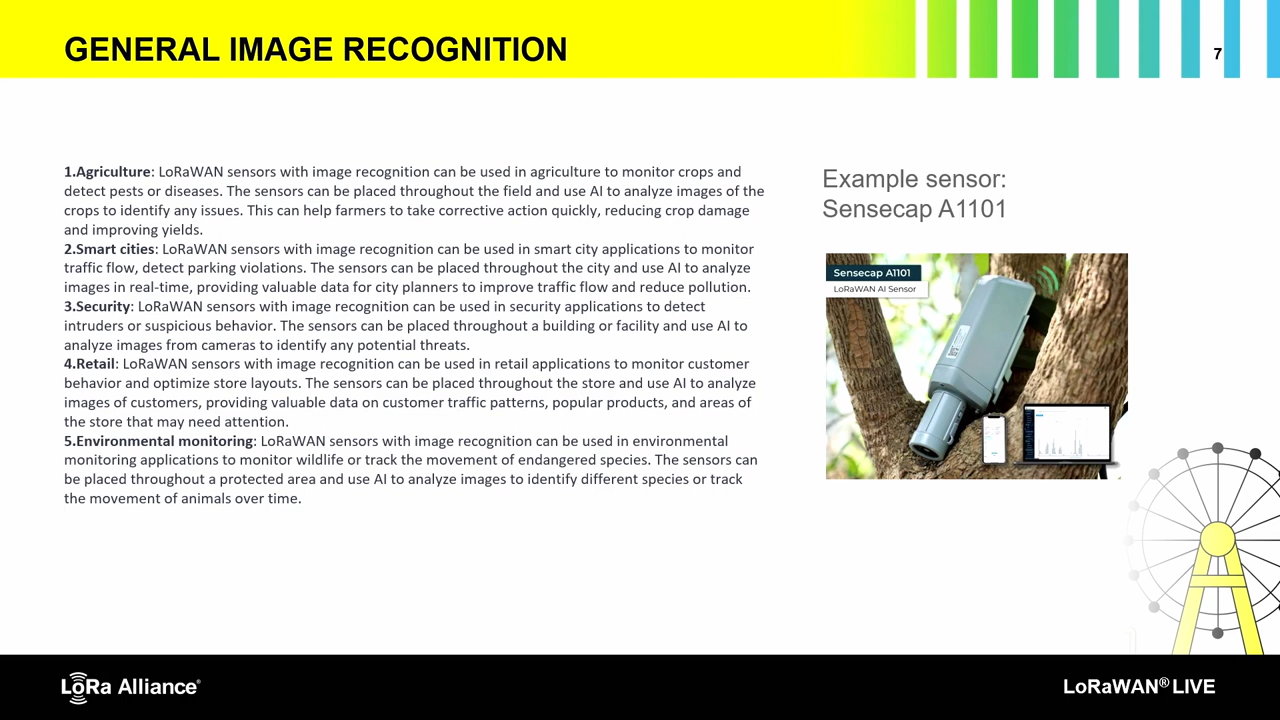 GENERAL IMAGE RECOGNITION
7
1.Agriculture: LoRaWAN sensors with image recognition can be used in agriculture to monitor crops and
detect pests or diseases. The sensors can be placed throughout the field and use AI to analyze images of the
crops to identify any issues. This can help farmers to take corrective action quickly, reducing crop damage
and improving yields.
2.Smart cities: LoRaWAN sensors with image recognition can be used in smart city applications to monitor
traffic flow, detect parking violations. The sensors can be placed throughout the city and use AI to analyze
images in real-time, providing valuable data for city planners to improve traffic flow and reduce pollution.
3.Security: LoRaWAN sensors with image recognition can be used in security applications to detect
intruders or suspicious behavior. The sensors can be placed throughout a building or facility and use AI to
analyze images from cameras to identify any potential threats.
4.Retail: LoRaWAN sensors with image recognition can be used in retail applications to monitor customer
behavior and optimize store layouts. The sensors can be placed throughout the store and use AI to analyze
images of customers, providing valuable data on customer traffic patterns, popular products, and areas of
the store that may need attention.
5.Environmental monitoring: LoRaWAN sensors with image recognition can be used in environmental
monitoring applications to monitor wildlife or track the movement of endangered species. The sensors can
be placed throughout a protected area and use AI to analyze images to identify different species or track
the movement of animals over time.
Example sensor:
Sensecap A1101
Sensecap A1101
LoRaWAN AI Sensor
LoRa Alliance®
LoRaWAN® LIVE